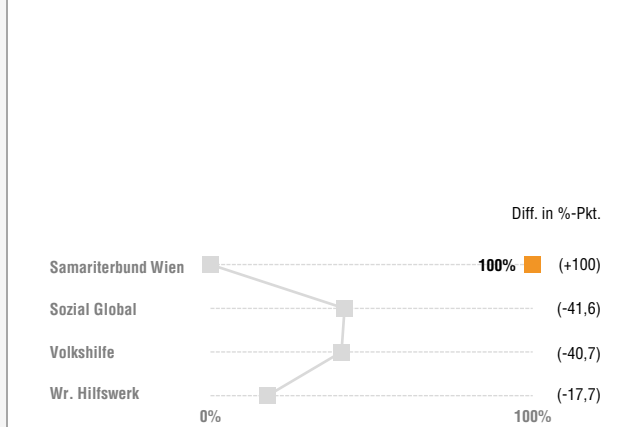 Diff. in %-Pkt.
Samariterbund Wien 100% (+100)
Sozial Global (-41,6)
Volkshilfe (-40,7)
Wr. Hilfswerk (-17,7)
0% 100%